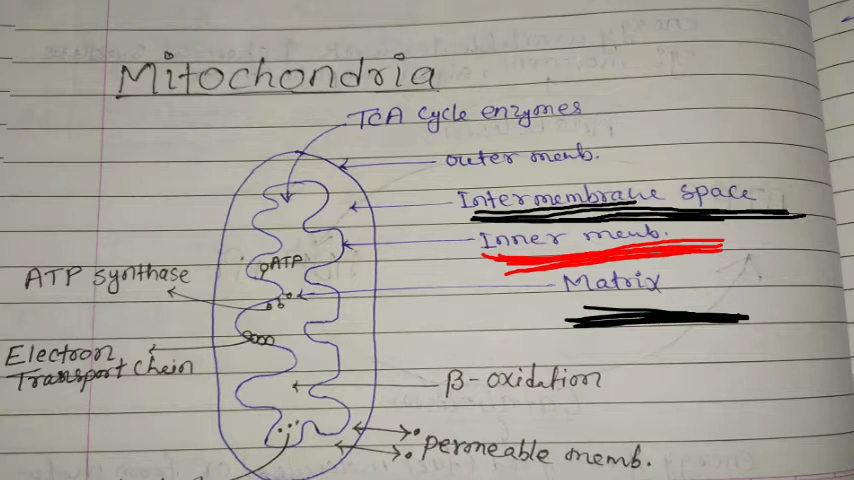 Mitochondria
TCA cycle enzymes
outer memb.
Intermembrane space
Inner memb.
ATP
ATP synthase
Matrix
Electron
Transport chain
β-oxidation
permeable memb.